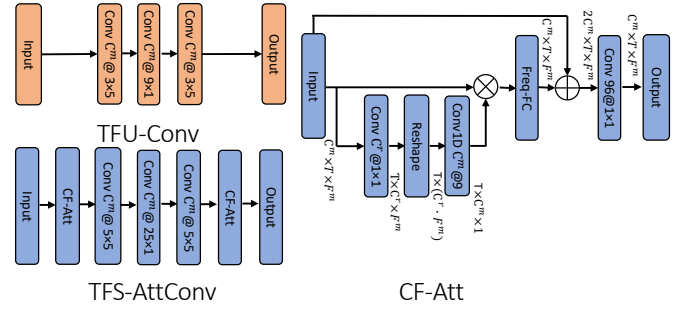 Input
Conv C^m @ 3×5
Conv C^m @ 9×1
Conv C^m @ 3×5
Output
TFU-Conv
Input
CF-Att
Conv C^m @ 5×5
Conv C^m @ 25×1
Conv C^m @ 5×5
CF-Att
Output
TFS-AttConv
Input
C^m×T×F^m
Conv C^r @1×1
T×C^r×F^m
Reshape
T×(C^r · F^m)
Conv1D C^m@9
T×C^m×1
Freq-FC
C^m×T×F^m
2C^m×T×F^m
Conv 96@1×1
C^m×T×F^m
Output
CF-Att